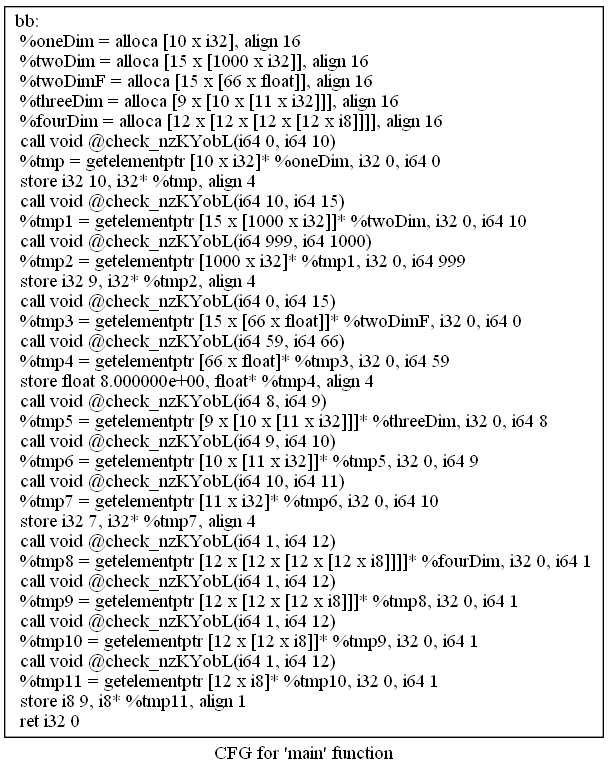 bb:
%oneDim = alloca [10 x i32], align 16
%twoDim = alloca [15 x [1000 x i32]], align 16
%twoDimF = alloca [15 x [66 x float]], align 16
%threeDim = alloca [9 x [10 x [11 x i32]]], align 16
%fourDim = alloca [12 x [12 x [12 x [12 x i8]]]], align 16
call void @check_nzKYobL(i64 0, i64 10)
%tmp = getelementptr [10 x i32]* %oneDim, i32 0, i64 0
store i32 10, i32* %tmp, align 4
call void @check_nzKYobL(i64 10, i64 15)
%tmp1 = getelementptr [15 x [1000 x i32]]* %twoDim, i32 0, i64 10
call void @check_nzKYobL(i64 999, i64 1000)
%tmp2 = getelementptr [1000 x i32]* %tmp1, i32 0, i64 999
store i32 9, i32* %tmp2, align 4
call void @check_nzKYobL(i64 0, i64 15)
%tmp3 = getelementptr [15 x [66 x float]]* %twoDimF, i32 0, i64 0
call void @check_nzKYobL(i64 59, i64 66)
%tmp4 = getelementptr [66 x float]* %tmp3, i32 0, i64 59
store float 8.000000e+00, float* %tmp4, align 4
call void @check_nzKYobL(i64 8, i64 9)
%tmp5 = getelementptr [9 x [10 x [11 x i32]]]* %threeDim, i32 0, i64 8
call void @check_nzKYobL(i64 9, i64 10)
%tmp6 = getelementptr [10 x [11 x i32]]* %tmp5, i32 0, i64 9
call void @check_nzKYobL(i64 10, i64 11)
%tmp7 = getelementptr [11 x i32]* %tmp6, i32 0, i64 10
store i32 7, i32* %tmp7, align 4
call void @check_nzKYobL(i64 1, i64 12)
%tmp8 = getelementptr [12 x [12 x [12 x [12 x i8]]]]* %fourDim, i32 0, i64 1
call void @check_nzKYobL(i64 1, i64 12)
%tmp9 = getelementptr [12 x [12 x [12 x i8]]]* %tmp8, i32 0, i64 1
call void @check_nzKYobL(i64 1, i64 12)
%tmp10 = getelementptr [12 x [12 x i8]]* %tmp9, i32 0, i64 1
call void @check_nzKYobL(i64 1, i64 12)
%tmp11 = getelementptr [12 x i8]* %tmp10, i32 0, i64 1
store i8 9, i8* %tmp11, align 1
ret i32 0
CFG for 'main' function